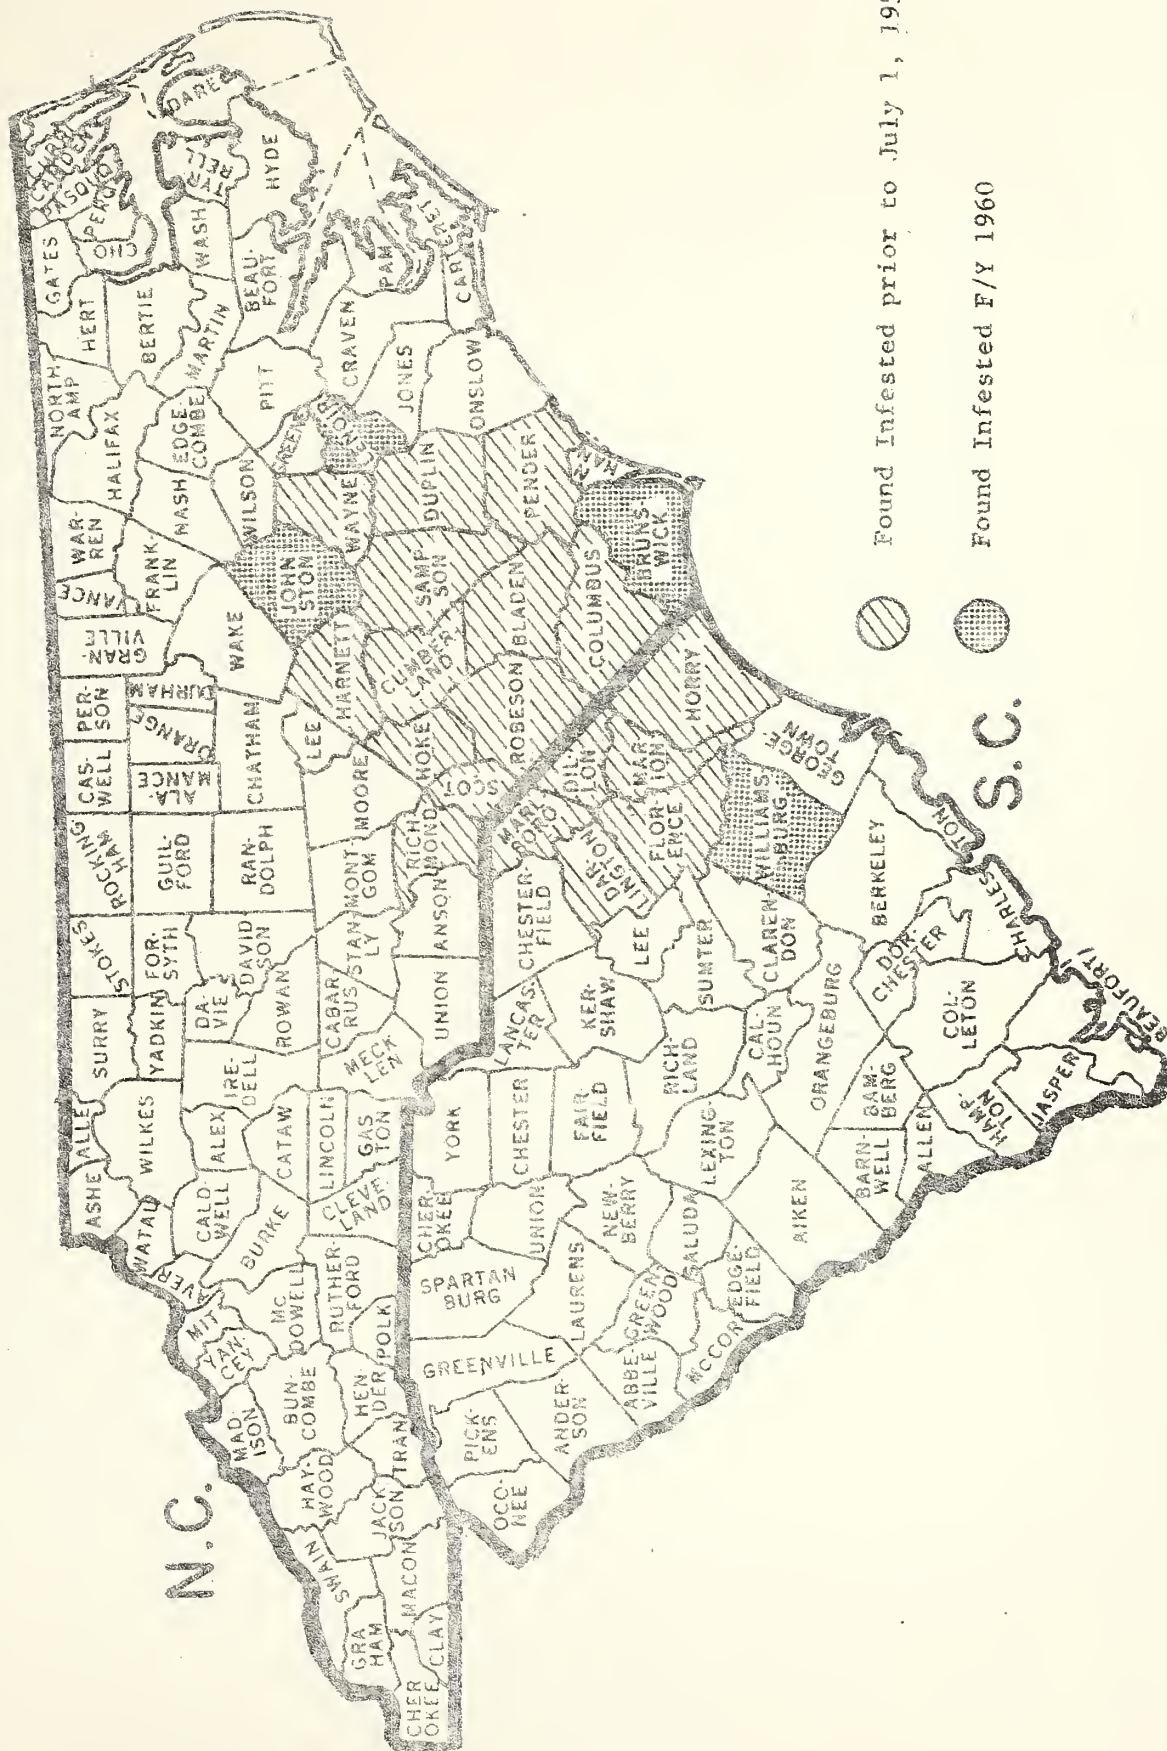 N.C.
CHER
OKEE
GRA
HAM
CLAY
MACON
SWAIN
JACK
SON
HAY-
WOOD
TRAN
MAD
ISON
BUN-
COMBE
HEN
DER
POLK
MIT
MC
DOWELL
RUTHER
FORD
WATAU
ASHE
ALLE
WILKES
CALD
WELL
BURKE
ALEX
CATAW
LINCOLN
CLEVE
LAND
GAS
TON
SURRY
YADKIN
IRE-
DELL
DA-
VIE
ROWAN
CABAR
RUS
MECK
LEN
UNION
STOKES
FOR-
SYTH
DAVID
SON
STAN
LY
ANSON
ROCKING
HAM
GUIL-
FORD
RAN-
DOLPH
MONT-
GOM
RICH
MOND
CAS-
WELL
ALA-
MANCE
ORANGE
CHATHAM
MOORE
LEE
PER-
SON
DURHAM
GRAN-
VILLE
VANCE
WAR-
REN
FRANK-
LIN
WAKE
HARNETT
HOKE
SCOT
ROBESON
CUMBER
LAND
JOHN
STON
SAMP
SON
BLADEN
COLUMBUS
BRUNS-
WICK
NORTH
AMP
HALIFAX
NASH
EDGE-
COMBE
WILSON
WAYNE
DUPLIN
PENDER
HAN
GATES
HERT
BERTIE
MARTIN
PITT
CRAVEN
JONES
ONSLOW
CHO
WASH
BEAU-
FORT
PAM
DARE
HYDE
S.C.
OCO-
NEE
PICK-
ENS
ANDER-
SON
GREENVILLE
SPARTAN
BURG
LAURENS
ABBE-
VILLE
GREEN
WOOD
CHER-
OKEE
UNION
NEW-
BERRY
SALUDA
EDGE-
FIELD
YORK
CHESTER
FAIR
FIELD
LEXING-
TON
AIKEN
BARN-
WELL
ALLEN
LANCAS
TER
KER-
SHAW
RICH-
LAND
CAL-
HOUN
ORANGEBURG
BAM-
BERG
HAMP-
TON
JASPER
BEAUFORT
CHESTER-
FIELD
LEE
SUMTER
CLAREN
DON
DOR-
CHESTER
COL-
LETON
CHARLES
TON
BERKELEY
MARL
BORO
DAR-
LINGTON
FLOR-
ENCE
DIL-
LON
MAR-
ION
HORRY
WILLIAMS-
BURG
GEORGE-
TOWN
Found Infested prior to July 1, 195
Found Infested F/Y 1960